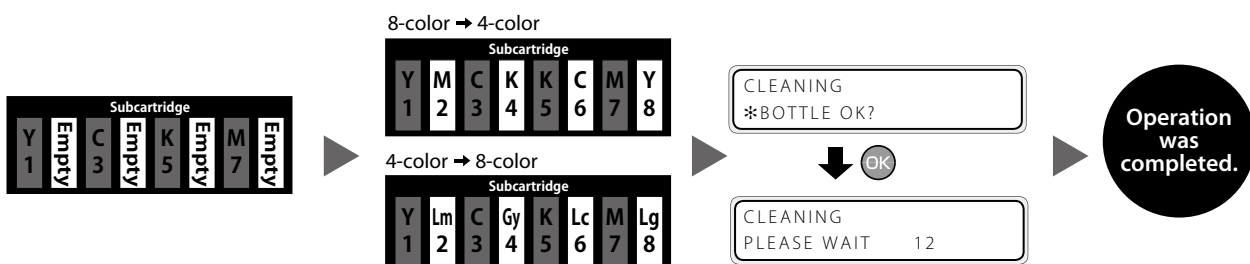 Subcartridge
Y Empty C Empty K Empty M Empty
1 3 5 7
8-color → 4-color
Subcartridge
Y M C K K C M Y
1 2 3 4 5 6 7 8
4-color → 8-color
Subcartridge
Y Lm C Gy K Lc M Lg
1 2 3 4 5 6 7 8
CLEANING
✻BOTTLE OK?
OK
CLEANING
PLEASE WAIT 12
Operation
was
completed.